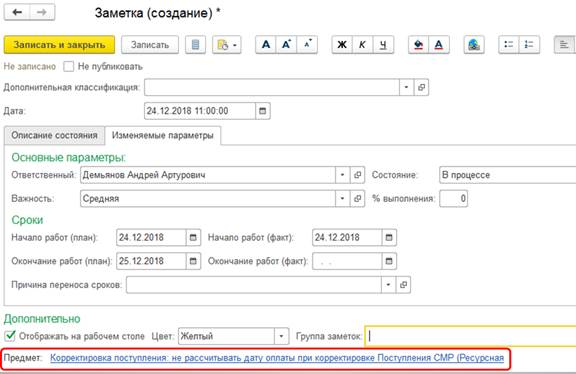 Заметка (создание) *
Записать и закрыть Записать А А А Ж К Ч А
Не записано Не публиковать
Дополнительная классификация:
Дата: 24.12.2018 11:00:00
Описание состояния Изменяемые параметры
Основные параметры:
Ответственный: Демьянов Андрей Артурович Состояние: В процессе
Важность: Средняя % выполнения: 0
Сроки
Начало работ (план): 24.12.2018 Начало работ (факт): 24.12.2018
Окончание работ (план): 25.12.2018 Окончание работ (факт): . .
Причина переноса сроков:
Дополнительно
Отображать на рабочем столе Цвет: Желтый Группа заметок:
Предмет: Корректировка поступления: не рассчитывать дату оплаты при корректировке Поступления СМР (Ресурсная